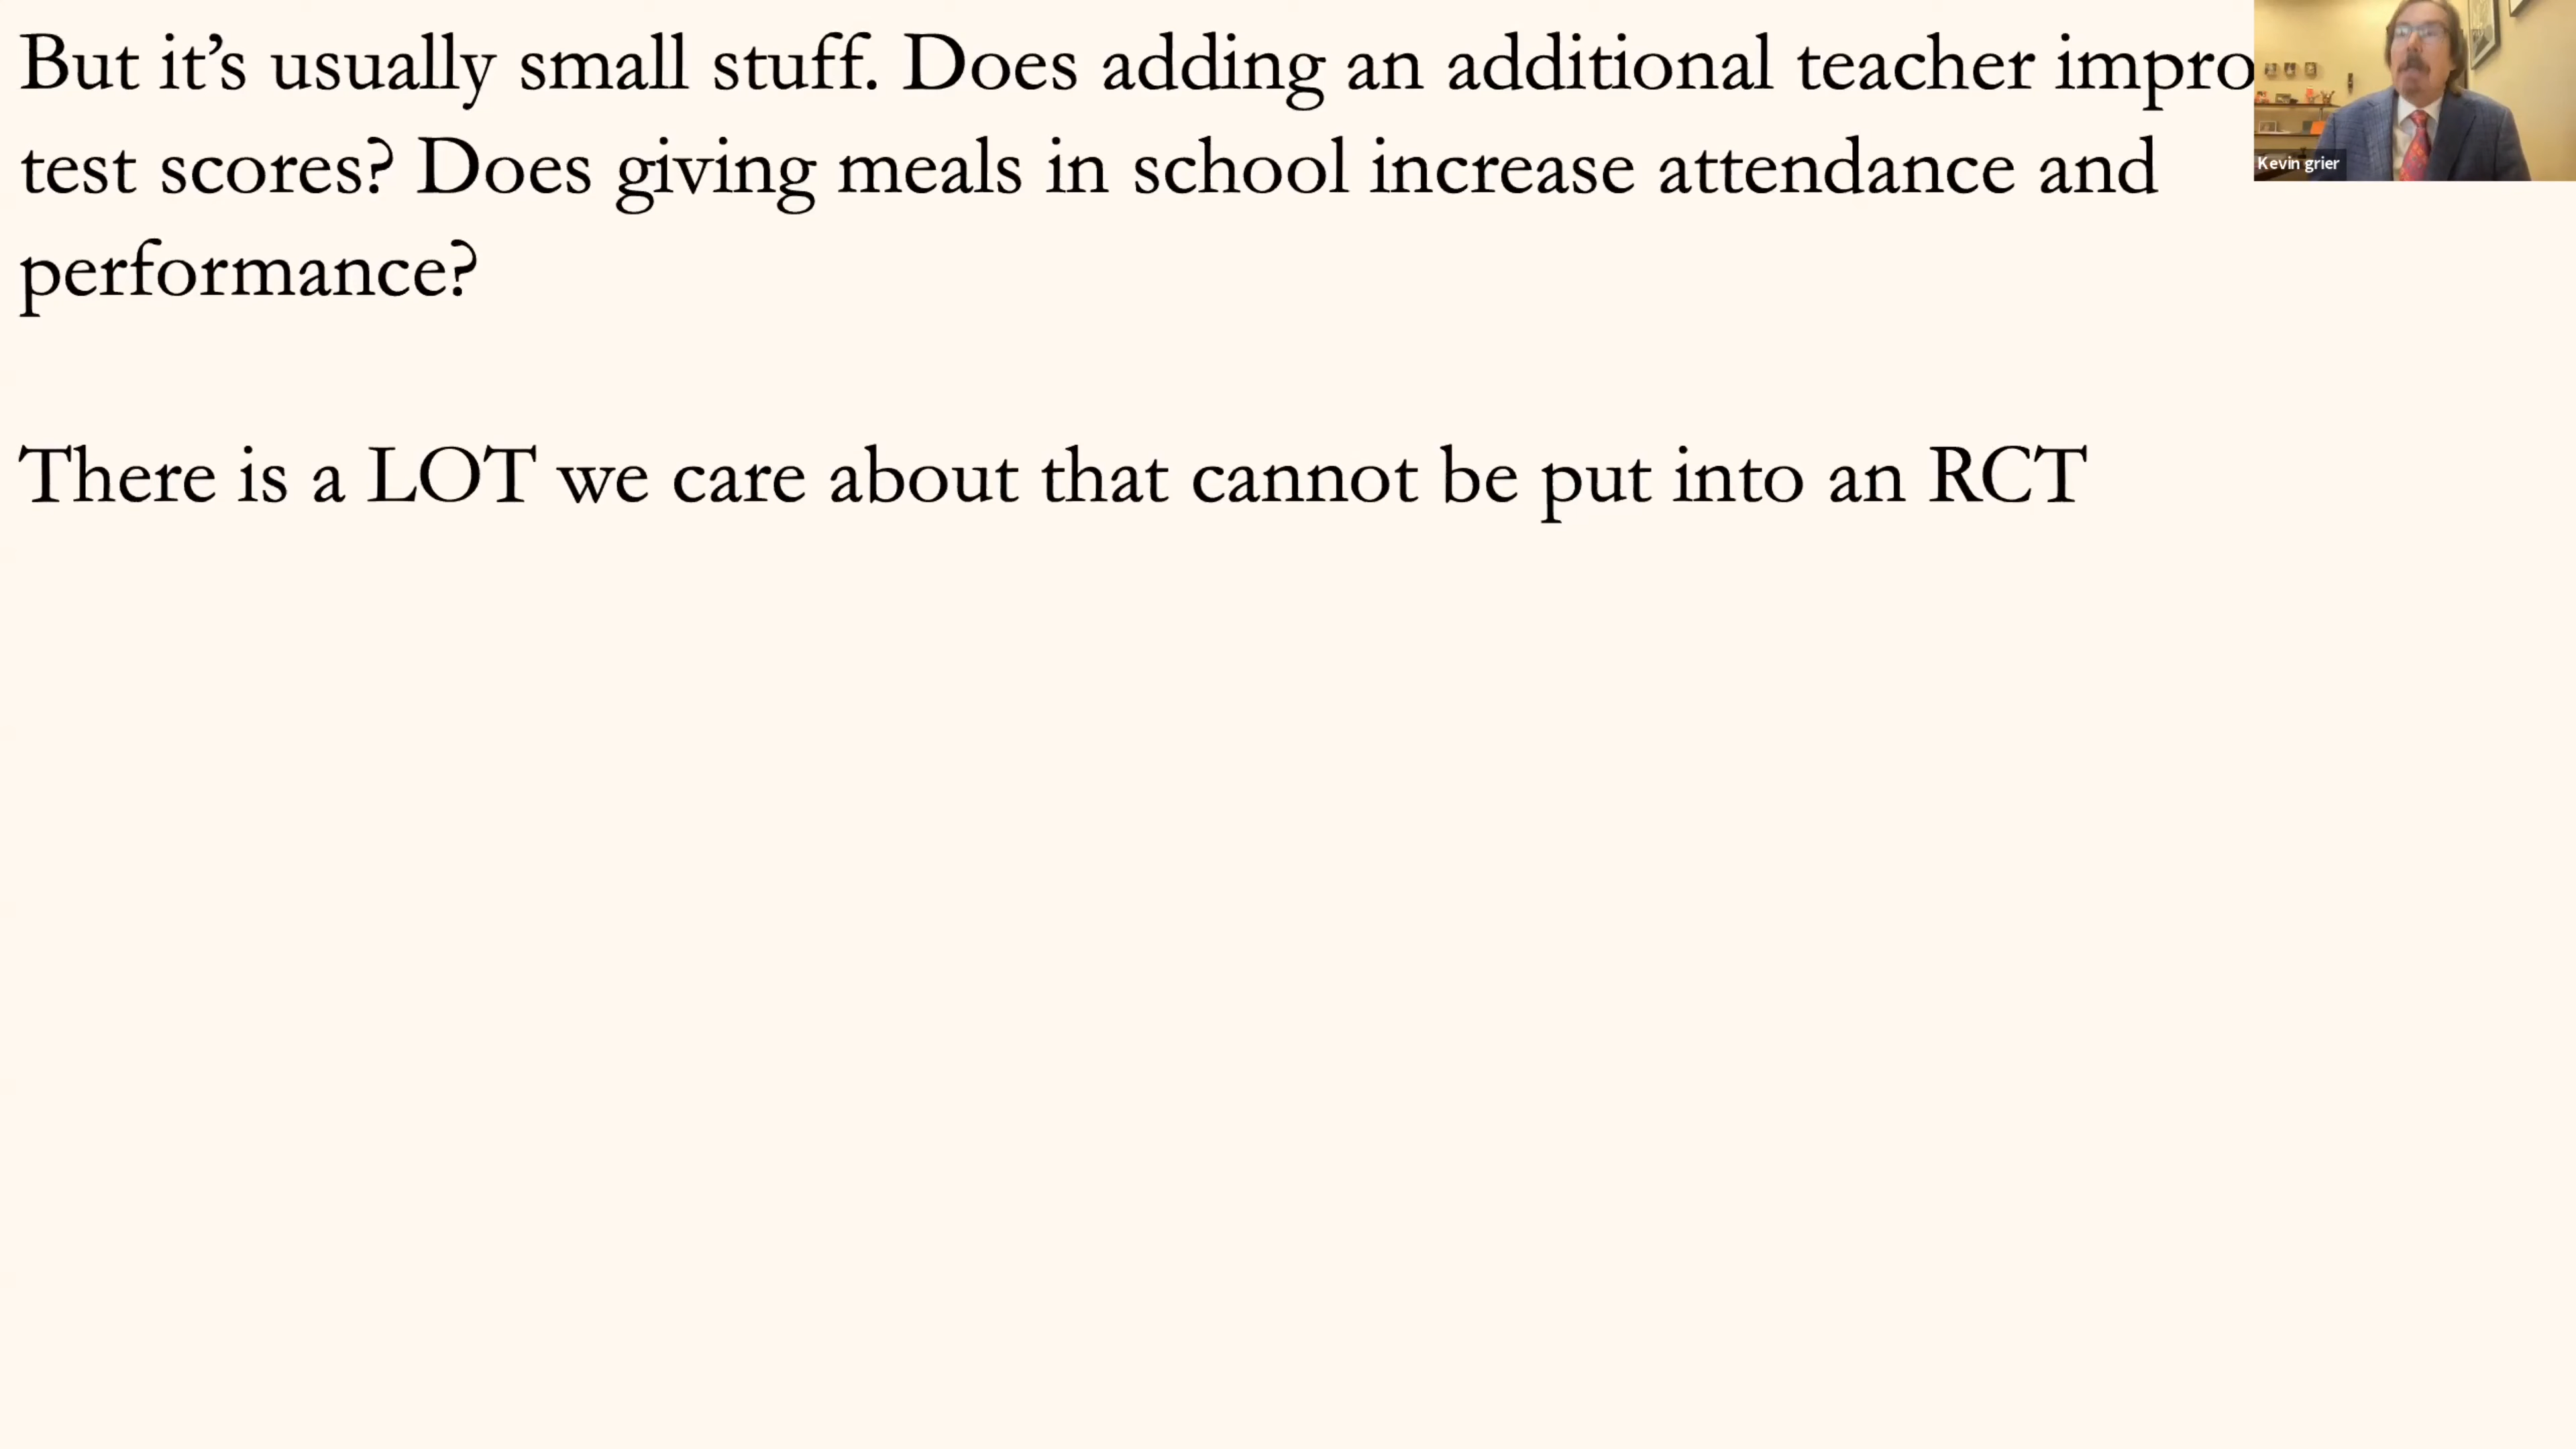 But it’s usually small stuff. Does adding an additional teacher
test scores? Does giving meals in school increase attendance and
performance?
There is a LOT we care about that cannot be put into an RCT
Kevin grier